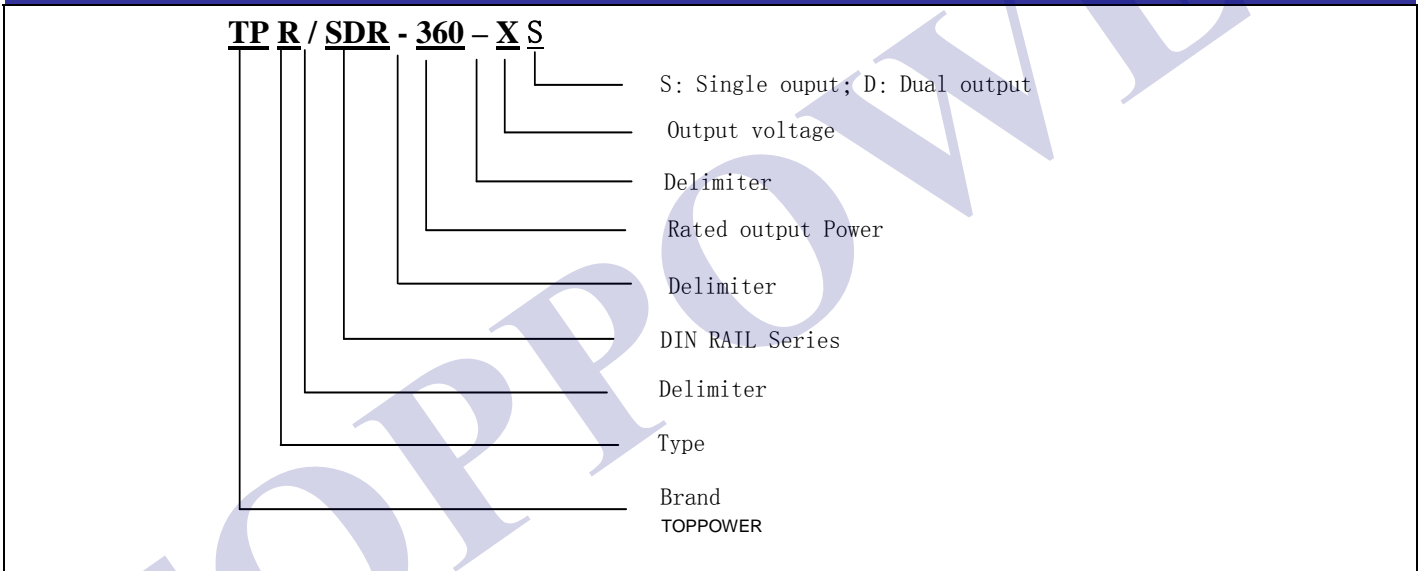 TP R / SDR - 360 – X S
S: Single ouput; D: Dual output
Output voltage
Delimiter
Rated output Power
Delimiter
DIN RAIL Series
Delimiter
Type
Brand
TOPPOWER
TOPPOWE